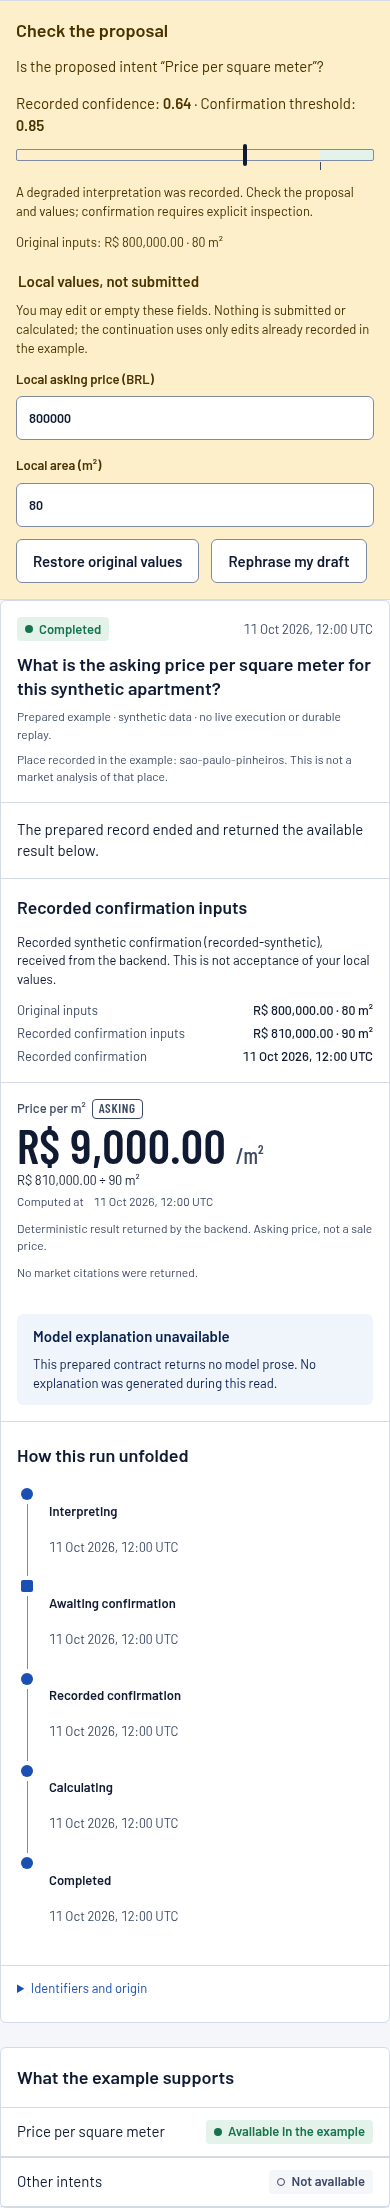 Check the proposal
Is the proposed intent “Price per square meter”?
Recorded confidence: 0.64 · Confirmation threshold:
0.85
A degraded interpretation was recorded. Check the proposal
and values; confirmation requires explicit inspection.
Original inputs: R$ 800,000.00 · 80 m²
Local values, not submitted
You may edit or empty these fields. Nothing is submitted or
calculated; the continuation uses only edits already recorded in
the example.
Local asking price (BRL)
800000
Local area (m²)
80
Restore original values Rephrase my draft
Completed 11 Oct 2026, 12:00 UTC
What is the asking price per square meter for
this synthetic apartment?
Prepared example · synthetic data · no live execution or durable
replay.
Place recorded in the example: sao-paulo-pinheiros. This is not a
market analysis of that place.
The prepared record ended and returned the available
result below.
Recorded confirmation inputs
Recorded synthetic confirmation (recorded-synthetic),
received from the backend. This is not acceptance of your local
values.
Original inputs R$ 800,000.00 · 80 m²
Recorded confirmation inputs R$ 810,000.00 · 90 m²
Recorded confirmation 11 Oct 2026, 12:00 UTC
Price per m² ASKING
R$ 9,000.00 /m²
R$ 810,000.00 ÷ 90 m²
Computed at 11 Oct 2026, 12:00 UTC
Deterministic result returned by the backend. Asking price, not a sale
price.
No market citations were returned.
Model explanation unavailable
This prepared contract returns no model prose. No
explanation was generated during this read.
How this run unfolded
Interpreting
11 Oct 2026, 12:00 UTC
Awaiting confirmation
11 Oct 2026, 12:00 UTC
Recorded confirmation
11 Oct 2026, 12:00 UTC
Calculating
11 Oct 2026, 12:00 UTC
Completed
11 Oct 2026, 12:00 UTC
Identifiers and origin
What the example supports
Price per square meter Available in the example
Other intents Not available